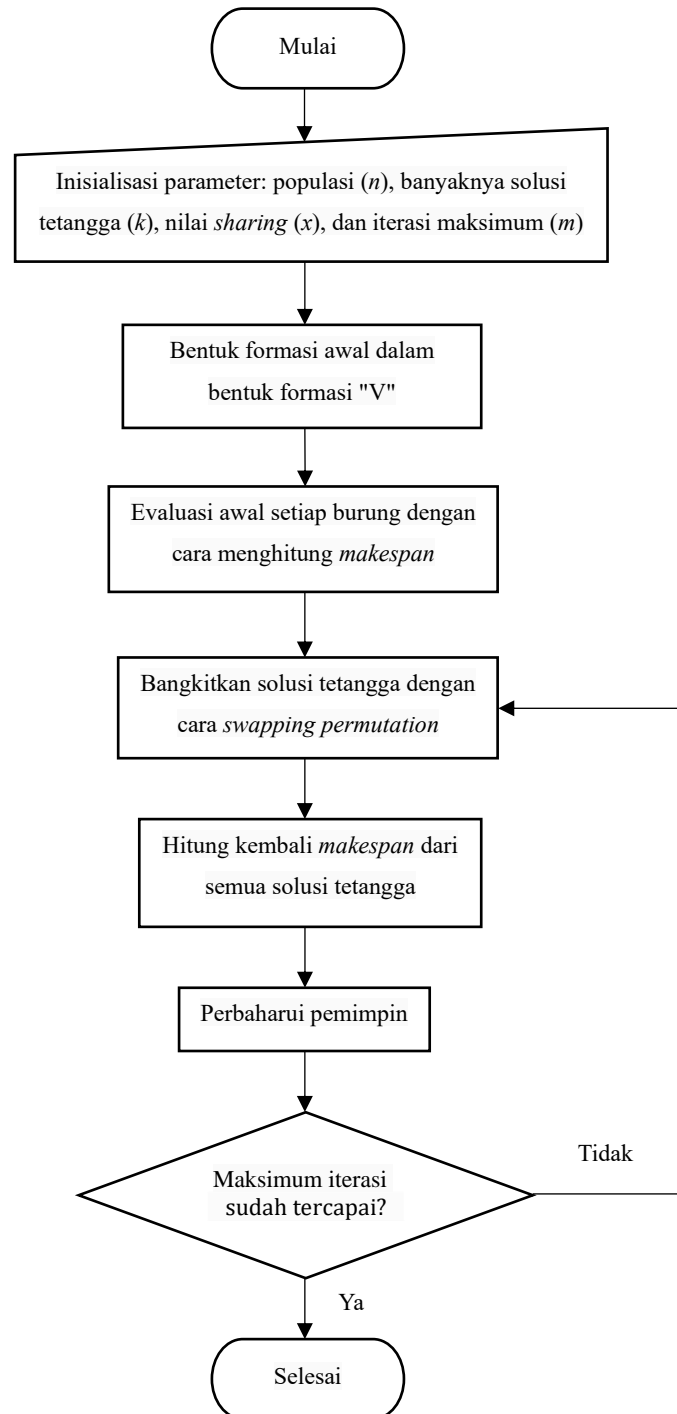 Mulai
Inisialisasi parameter: populasi (n), banyaknya solusi
tetangga (k), nilai sharing (x), dan iterasi maksimum (m)
Bentuk formasi awal dalam
bentuk formasi "V"
Evaluasi awal setiap burung dengan
cara menghitung makespan
Bangkitkan solusi tetangga dengan
cara swapping permutation
Hitung kembali makespan dari
semua solusi tetangga
Perbaharui pemimpin
Maksimum iterasi
sudah tercapai?
Tidak
Ya
Selesai